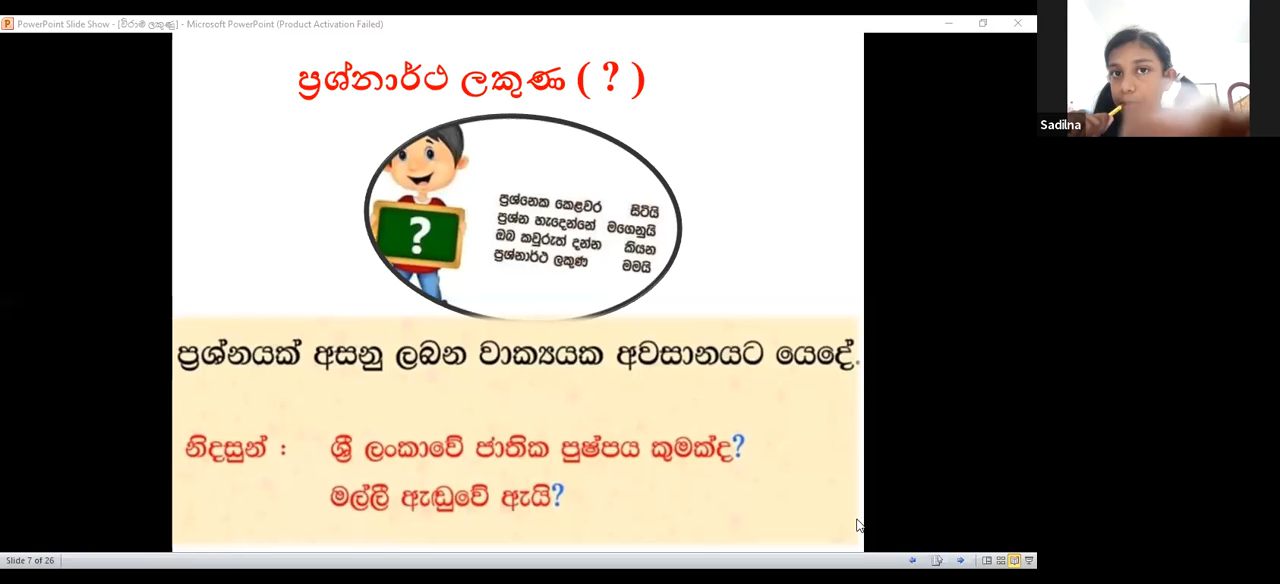 PowerPoint Slide Show - [විරාම ලකුණු] - Microsoft PowerPoint (Product Activation Failed)
ප්‍රශ්නාර්ථ ලකුණ ( ? )
?
ප්‍රශ්නෙක කෙළවර සිටියි
ප්‍රශ්න හැදෙන්නේ මගෙනුයි
ඔබ කවුරුත් දන්න කියන
ප්‍රශ්නාර්ථ ලකුණ මමයි
ප්‍රශ්නයක් අසනු ලබන වාක්‍යයක අවසානයට යෙදේ.
නිදසුන් : ශ්‍රී ලංකාවේ ජාතික පුෂ්පය කුමක්ද?
මල්ලී ඇඬුවේ ඇයි?
Slide 7 of 26
Sadilna